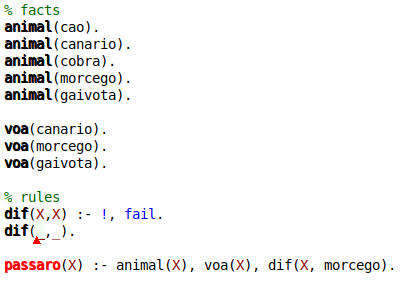 % facts
animal(cao).
animal(canario).
animal(cobra).
animal(morcego).
animal(gaivota).
voa(canario).
voa(morcego).
voa(gaivota).
% rules
dif(X,X) :- !, fail.
dif(_,_).
passaro(X) :- animal(X), voa(X), dif(X, morcego).